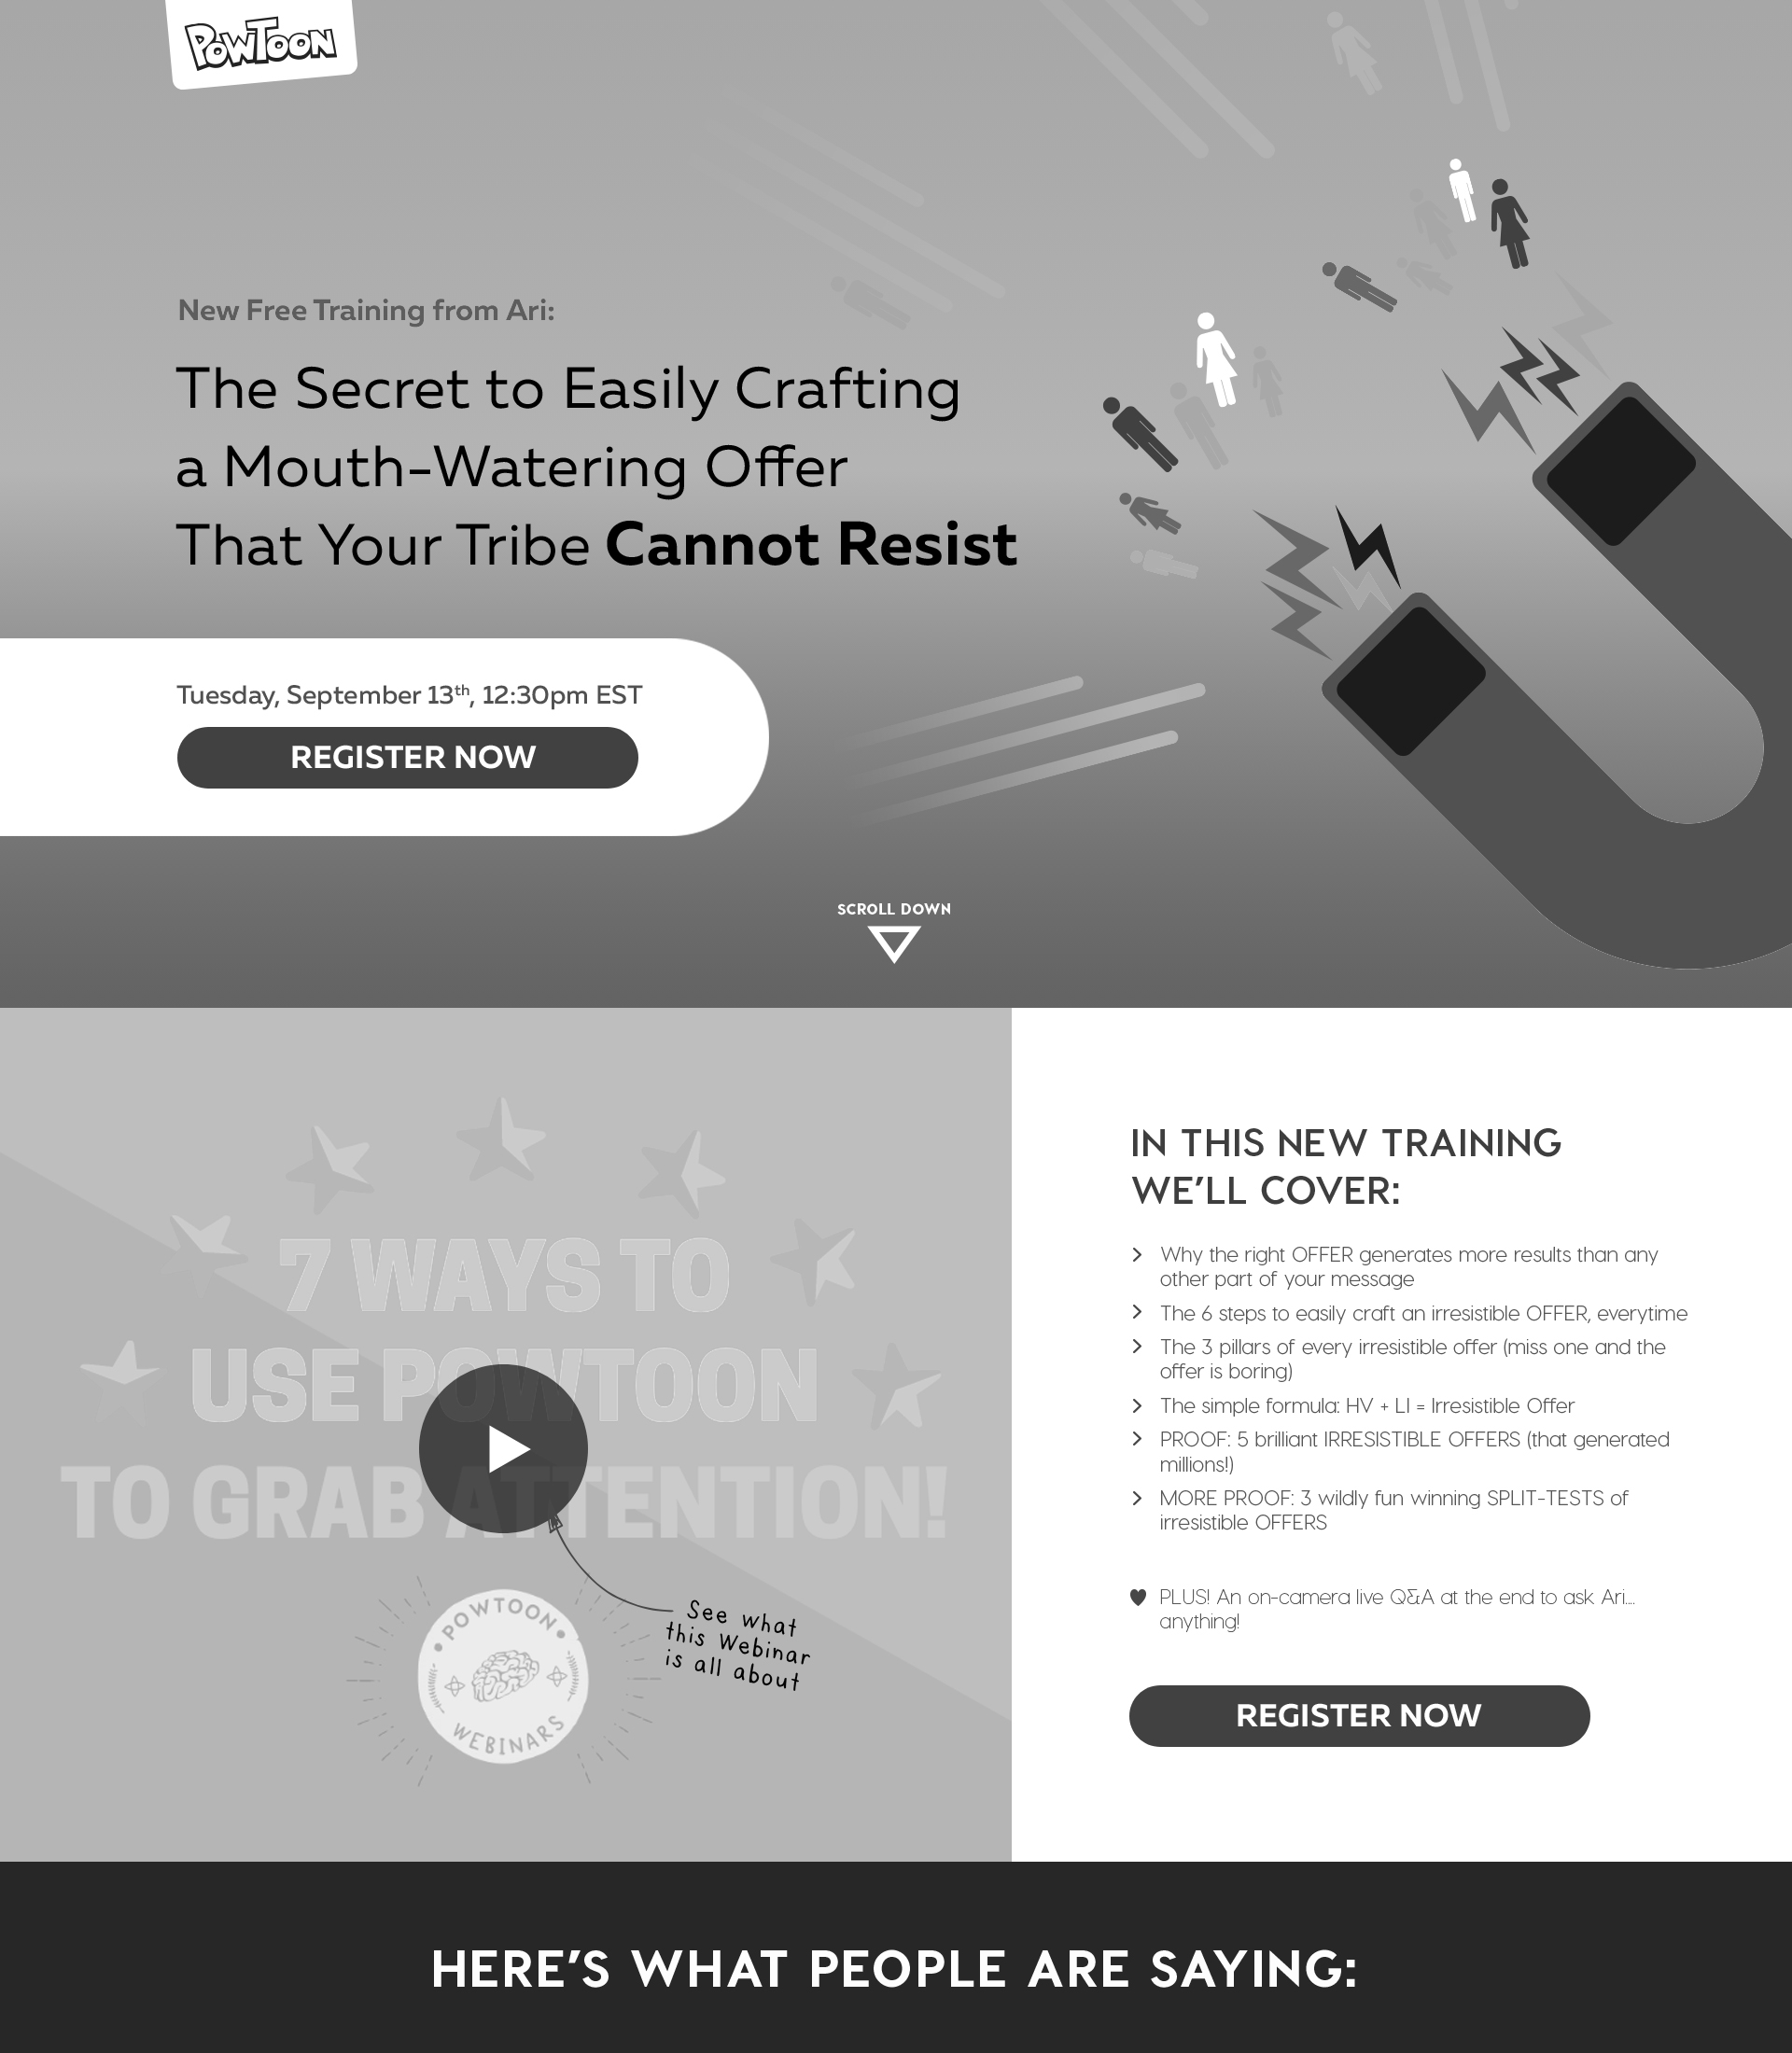 POWTOON
New Free Training from Ari:
The Secret to Easily Crafting
a Mouth-Watering Offer
That Your Tribe Cannot Resist
Tuesday, September 13th, 12:30pm EST
REGISTER NOW
SCROLL DOWN
7 WAYS TO
USE POWTOON
TO GRAB ATTENTION!
See what
this Webinar
is all about
POWTOON
WEBINARS
IN THIS NEW TRAINING
WE'LL COVER:
Why the right OFFER generates more results than any
other part of your message
The 6 steps to easily craft an irresistible OFFER, everytime
The 3 pillars of every irresistible offer (miss one and the
offer is boring)
The simple formula: HV + LI = Irresistible Offer
PROOF: 5 brilliant IRRESISTIBLE OFFERS (that generated
millions!)
MORE PROOF: 3 wildly fun winning SPLIT-TESTS of
irresistible OFFERS
PLUS! An on-camera live Q&A at the end to ask Ari...
anything!
REGISTER NOW
HERE'S WHAT PEOPLE ARE SAYING: